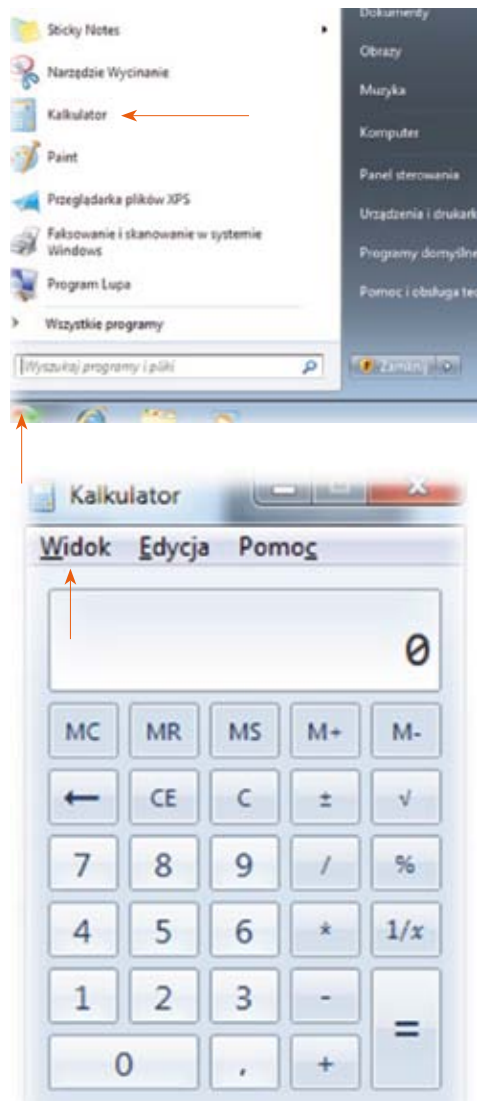 Sticky Notes
Narzędzie Wycinanie
Kalkulator
Paint
Przeglądarka plików XPS
Faksowanie i skanowanie w systemie
Windows
Program Lupa
Wszystkie programy
Wyszukaj programy i pliki
Dokumenty
Obrazy
Muzyka
Komputer
Panel sterowania
Urządzenia i drukark
Programy domyślne
Pomoc i obsługa tec
Zamknij
Kalkulator
Widok Edycja Pomoc
0
MC MR MS M+ M-
← CE C ± √
7 8 9 / %
4 5 6 * 1/x
1 2 3 - =
0 , +